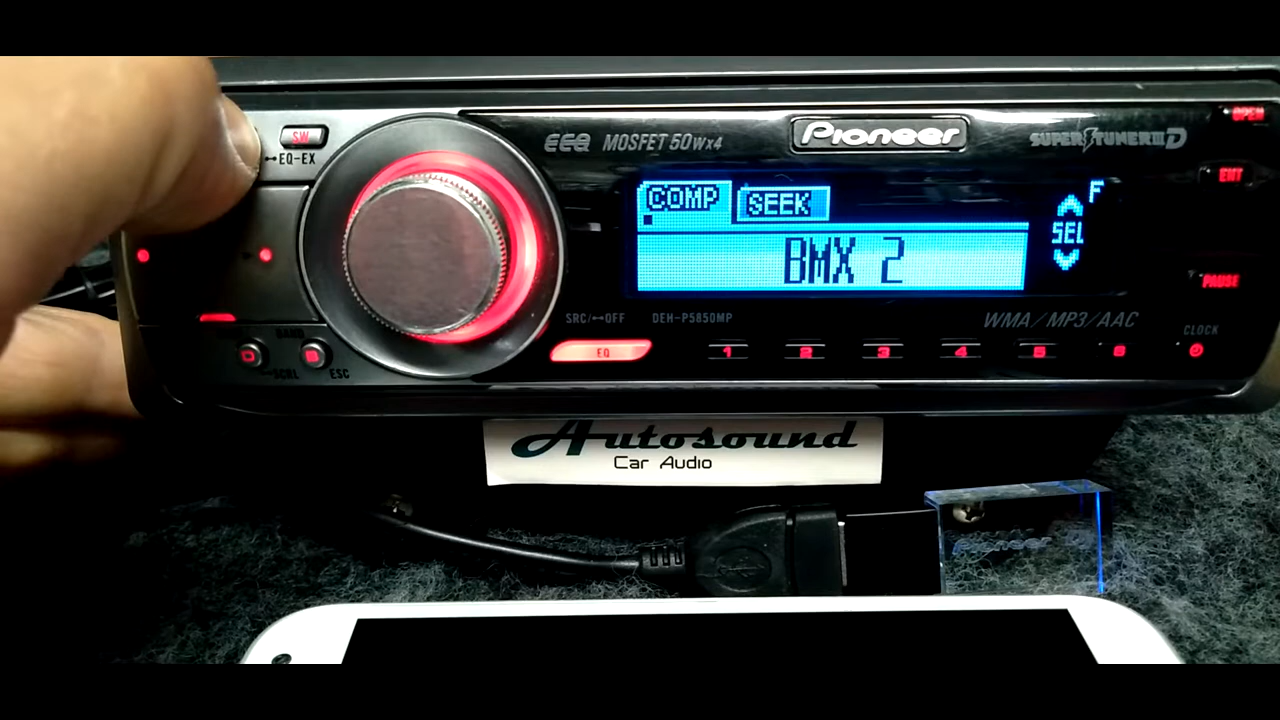 SW
EQ-EX
EEQ MOSFET 50Wx4
Pioneer
SUPER TUNER III D
OPEN
ENT
COMP
SEEK
F
SEL
BMX 2
PAUSE
SRC/OFF
DEH-P5850MP
WMA/MP3/AAC
CLOCK
BAND
D
B
SCRL
ESC
EQ
1
2
3
4
5
6
Autosound
Car Audio